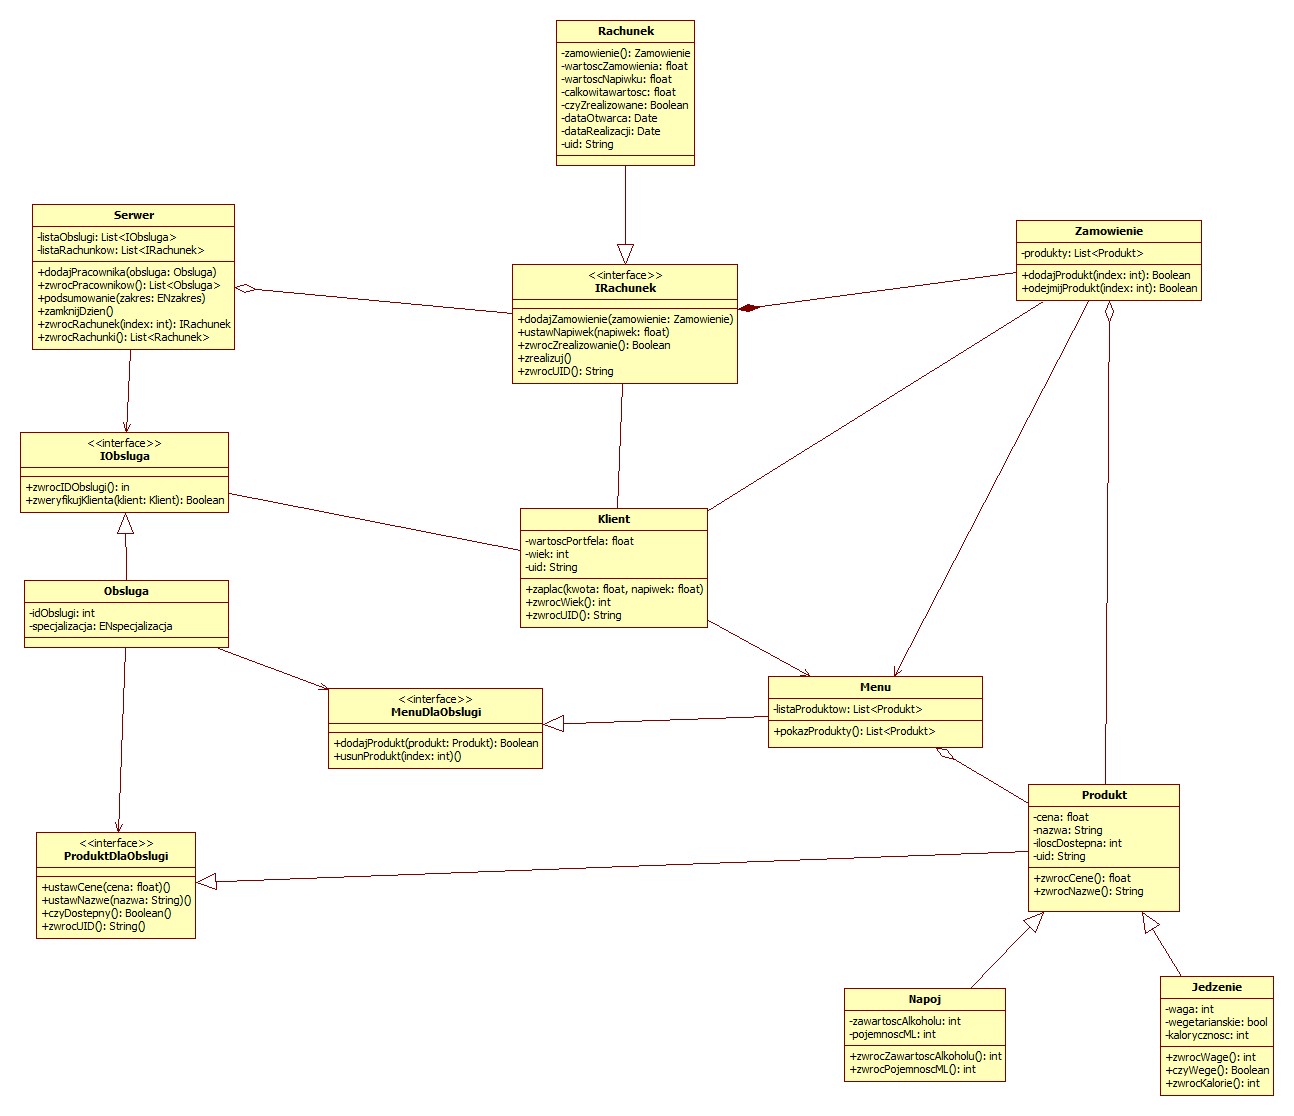 Rachunek
-zamowienie(): Zamowienie
-wartoscZamowienia: float
-wartoscNapiwku: float
-calkowitawartosc: float
-czyZrealizowane: Boolean
-dataOtwarca: Date
-dataRealizacji: Date
-uid: String
Serwer
-listaObslugi: List<IObsluga>
-listaRachunkow: List<IRachunek>
+dodajPracownika(obsluga: Obsluga)
+zwrocPracownikow(): List<Obsluga>
+podsumowanie(zakres: ENzakres)
+zamknijDzien()
+zwrocRachunek(index: int): IRachunek
+zwrocRachunki(): List<Rachunek>
<<interface>>
IRachunek
+dodajZamowienie(zamowienie: Zamowienie)
+ustawNapiwek(napiwek: float)
+zwrocZrealizowanie(): Boolean
+zrealizuj()
+zwrocUID(): String
Zamowienie
-produkty: List<Produkt>
+dodajProdukt(index: int): Boolean
+odejmijProdukt(index: int): Boolean
<<interface>>
IObsluga
+zwrocIDObslugi(): in
+zweryfikujKlienta(klient: Klient): Boolean
Klient
-wartoscPortfela: float
-wiek: int
-uid: String
+zaplac(kwota: float, napiwek: float)
+zwrocWiek(): int
+zwrocUID(): String
Obsluga
-idObslugi: int
-specjalizacja: ENspecjalizacja
<<interface>>
MenuDlaObslugi
+dodajProdukt(produkt: Produkt): Boolean
+usunProdukt(index: int)()
Menu
-listaProduktow: List<Produkt>
+pokazProdukty(): List<Produkt>
<<interface>>
ProduktDlaObslugi
+ustawCene(cena: float)()
+ustawNazwe(nazwa: String)()
+czyDostepny(): Boolean()
+zwrocUID(): String()
Produkt
-cena: float
-nazwa: String
-iloscDostepna: int
-uid: String
+zwrocCene(): float
+zwrocNazwe(): String
Napoj
-zawartoscAlkoholu: int
-pojemnoscML: int
+zwrocZawartoscAlkoholu(): int
+zwrocPojemnoscML(): int
Jedzenie
-waga: int
-wegetarianskie: bool
-kalorycznosc: int
+zwrocWage(): int
+czyWege(): Boolean
+zwrocKalorie(): int